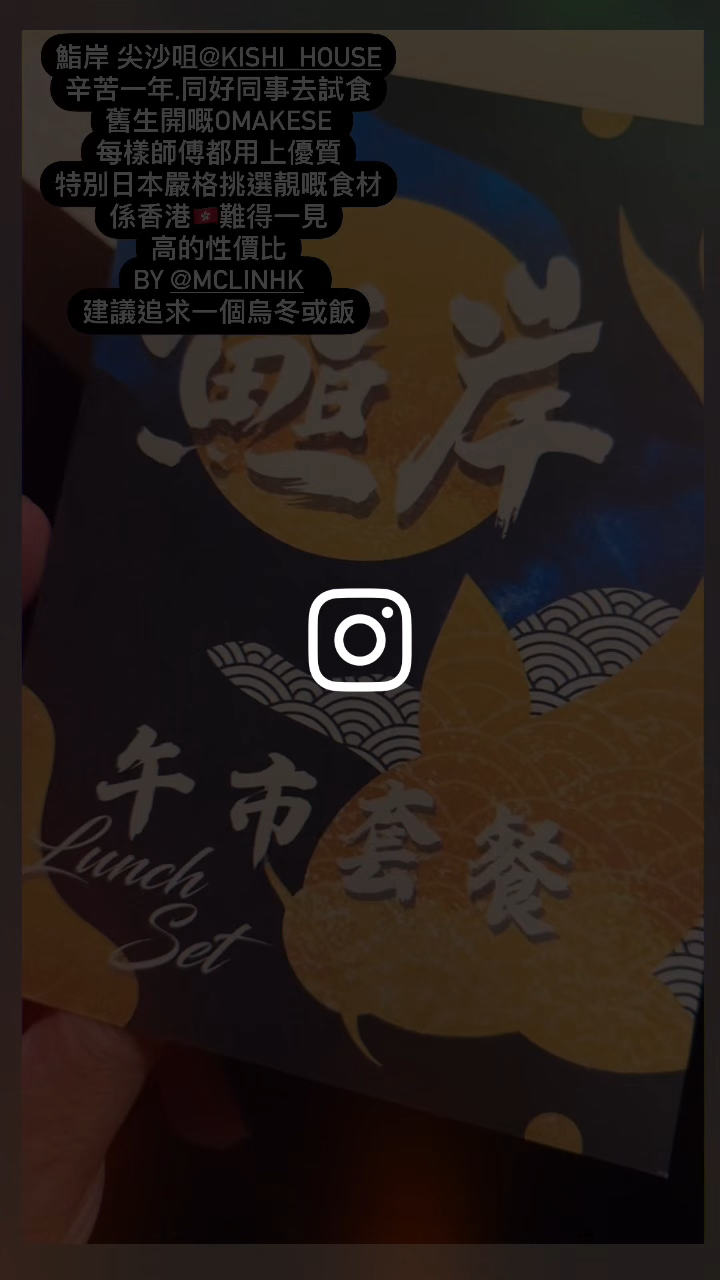 鮨岸 尖沙咀@KISHI_HOUSE
辛苦一年.同好同事去試食
舊生開嘅OMAKESE
每樣師傅都用上優質
特別日本嚴格挑選靚嘅食材
係香港🇭🇰難得一見
高的性價比
BY @MCLINHK
建議追求一個烏冬或飯
鮨岸
午市套餐
Lunch
Set